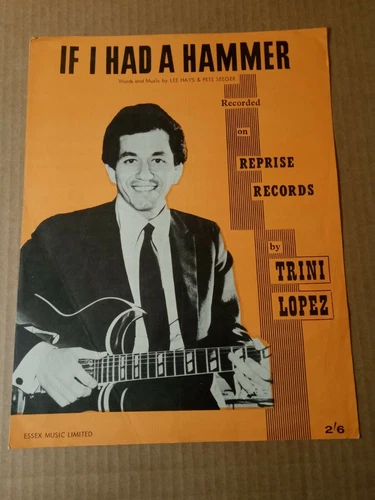 IF I HAD A HAMMER
Words and Music by LEE HAYS & PETE SEEGER
Recorded
on
REPRISE
RECORDS
by
TRINI
LOPEZ
ESSEX MUSIC LIMITED
2/6